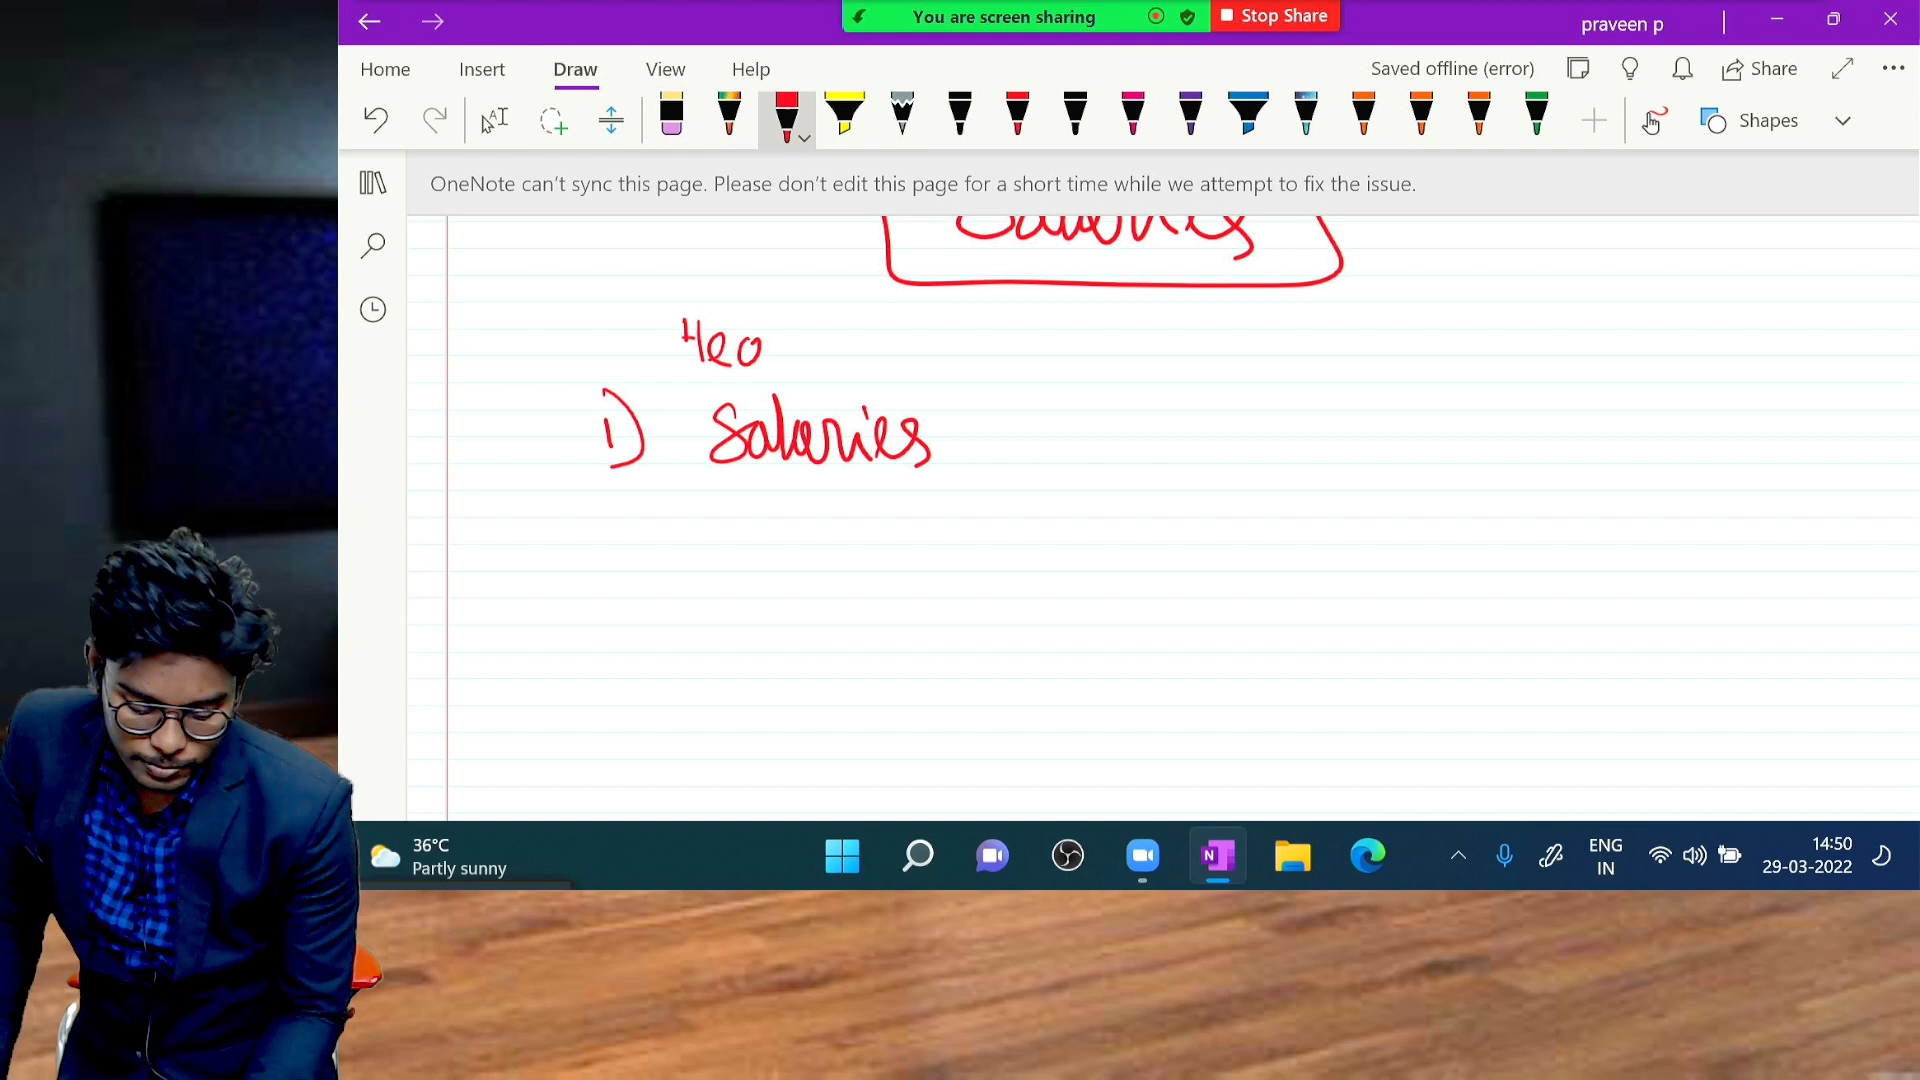 You are screen sharing
Stop Share
praveen p
Home Insert Draw View Help
Saved offline (error)
Share
Shapes
OneNote can't sync this page. Please don't edit this page for a short time while we attempt to fix the issue.
Salaries
1) Salaries
36°C
Partly sunny
N
ENG
IN
14:50
29-03-2022